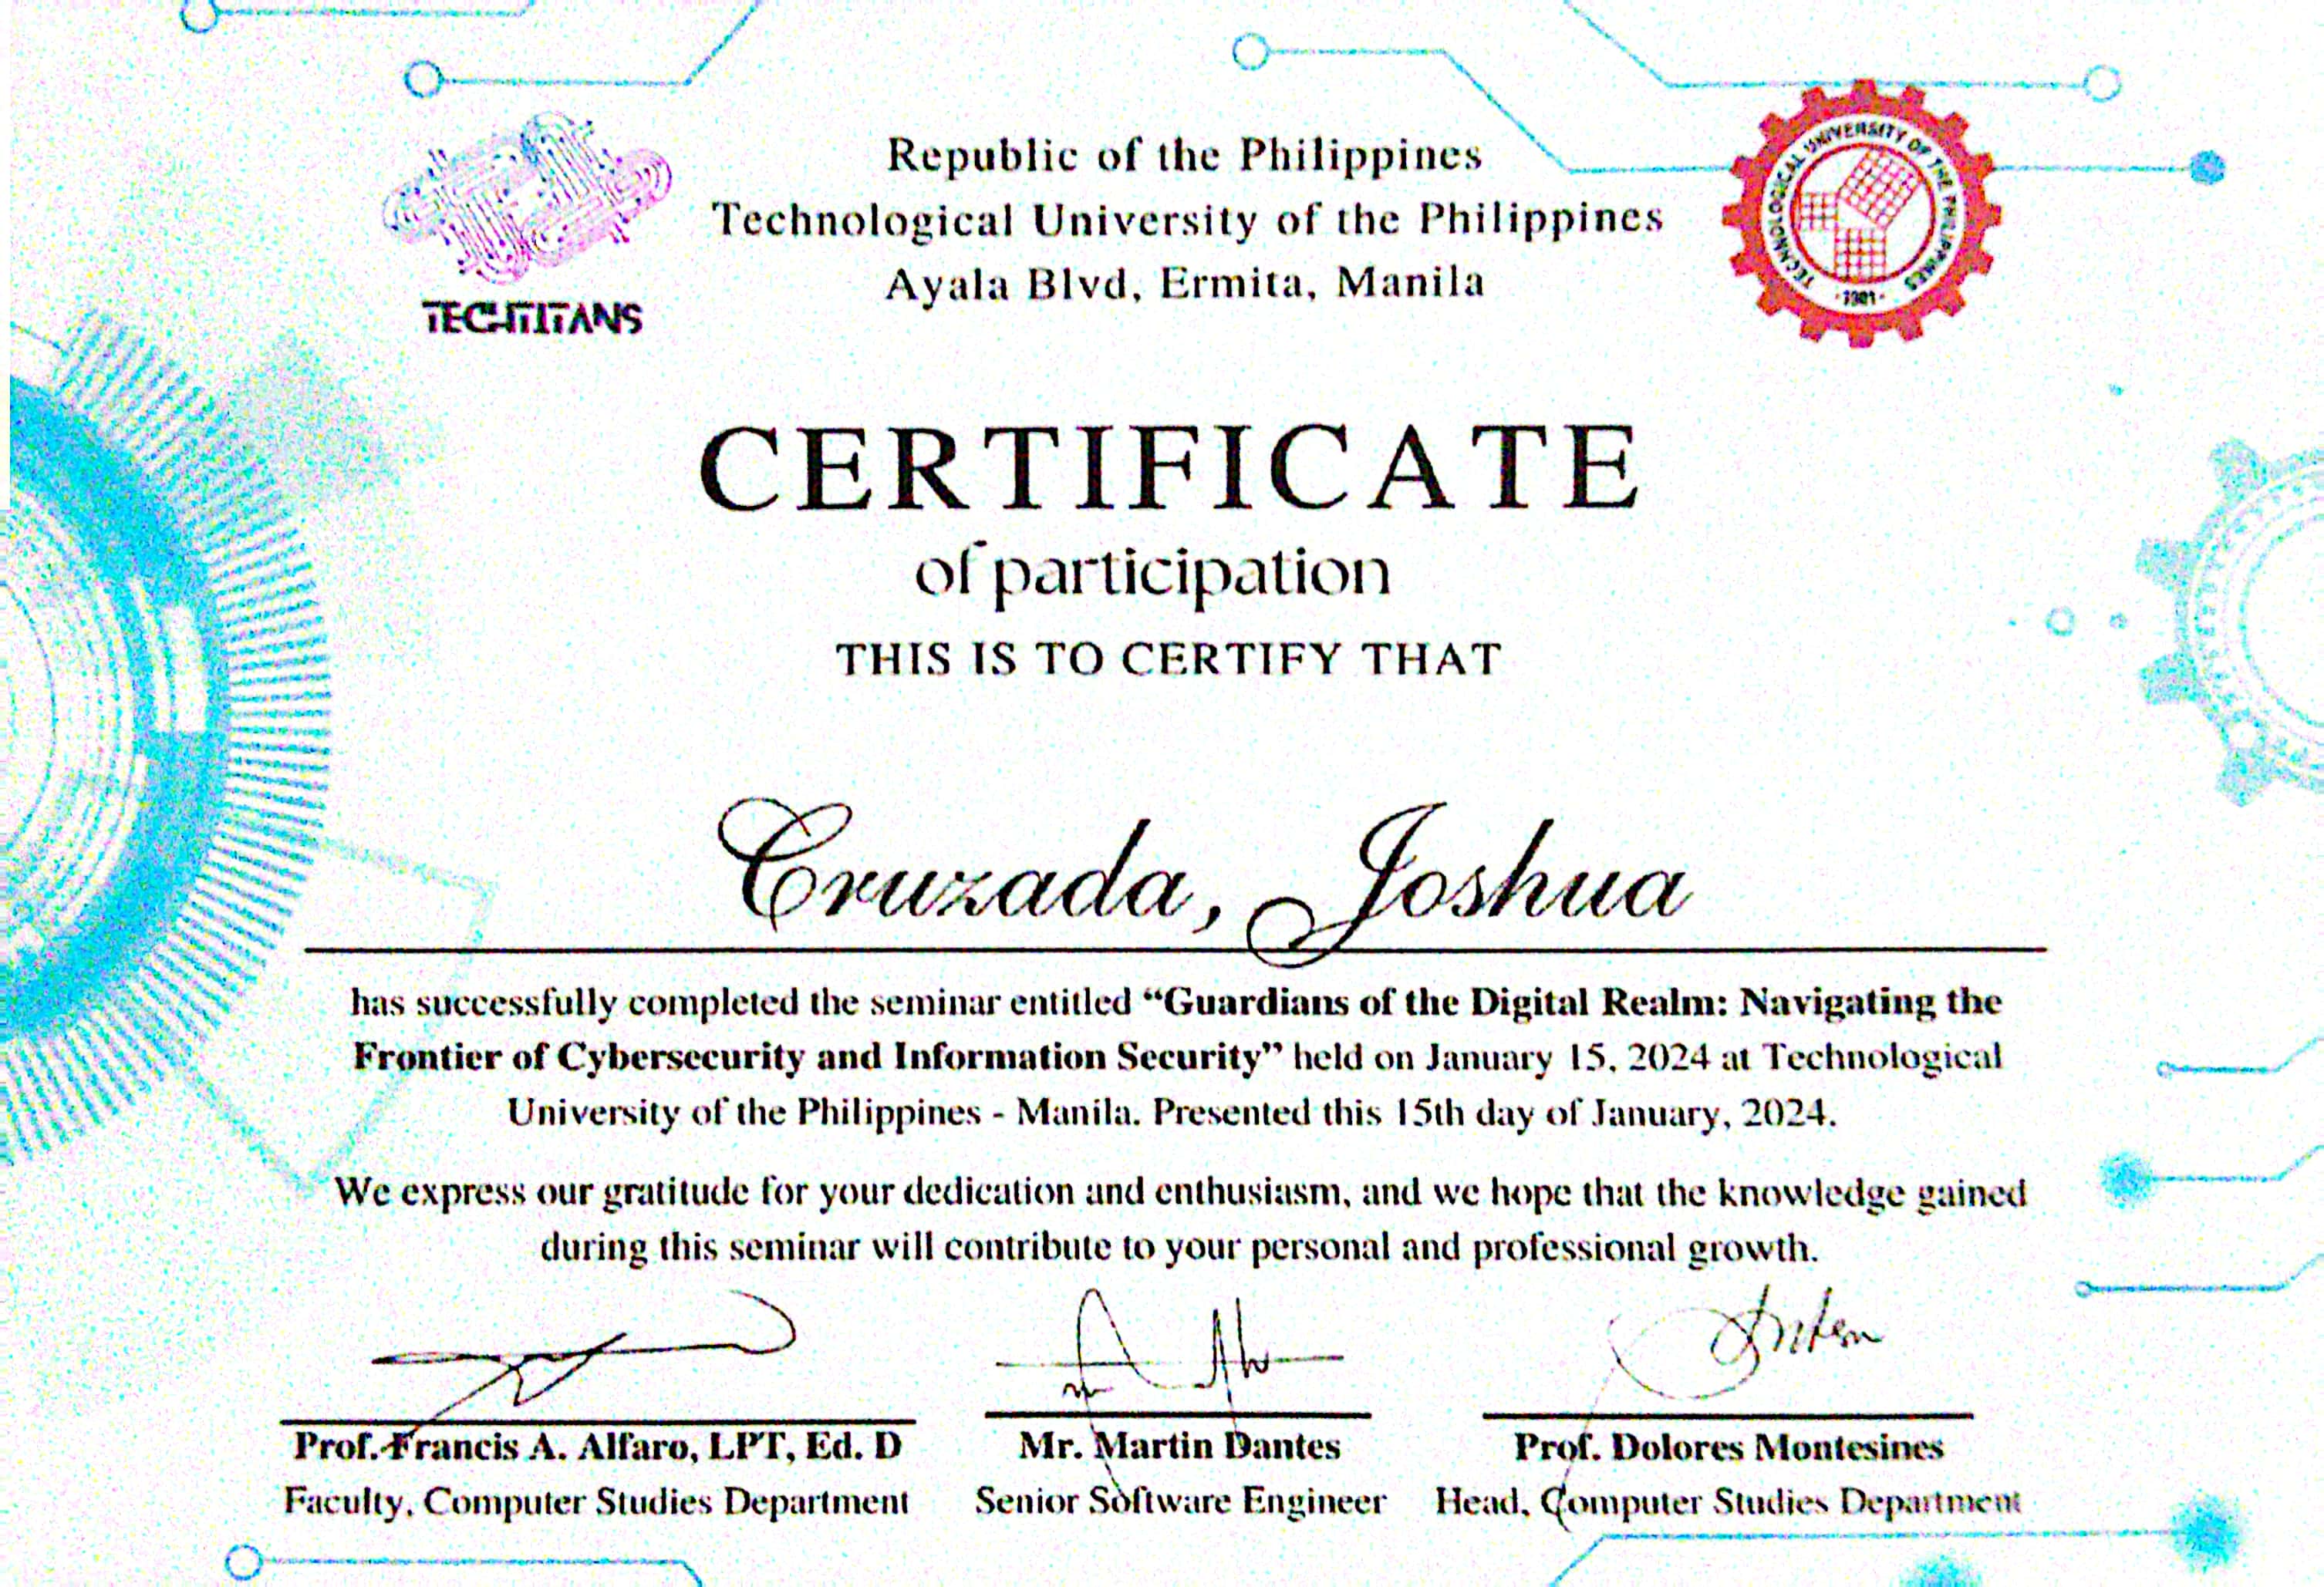 Republic of the Philippines
Technological University of the Philippines
Ayala Blvd, Ermita, Manila
TECHTITANS
TECHNOLOGICAL UNIVERSITY OF THE PHILIPPINES
· 1901 ·
CERTIFICATE
of participation
THIS IS TO CERTIFY THAT
Cruzada, Joshua
has successfully completed the seminar entitled “Guardians of the Digital Realm: Navigating the
Frontier of Cybersecurity and Information Security” held on January 15, 2024 at Technological
University of the Philippines - Manila. Presented this 15th day of January, 2024.
We express our gratitude for your dedication and enthusiasm, and we hope that the knowledge gained
during this seminar will contribute to your personal and professional growth.
Prof. Francis A. Alfaro, LPT, Ed. D
Faculty, Computer Studies Department
Mr. Martin Dantes
Senior Software Engineer
Prof. Dolores Montesines
Head, Computer Studies Department